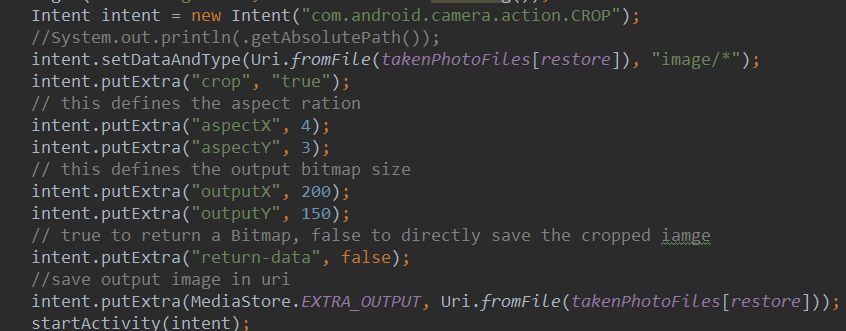 Intent intent = new Intent("com.android.camera.action.CROP");
//System.out.println(.getAbsolutePath());
intent.setDataAndType(Uri.fromFile(takenPhotoFiles[restore]), "image/*");
intent.putExtra("crop", "true");
// this defines the aspect ration
intent.putExtra("aspectX", 4);
intent.putExtra("aspectY", 3);
// this defines the output bitmap size
intent.putExtra("outputX", 200);
intent.putExtra("outputY", 150);
// true to return a Bitmap, false to directly save the cropped iamge
intent.putExtra("return-data", false);
//save output image in uri
intent.putExtra(MediaStore.EXTRA_OUTPUT, Uri.fromFile(takenPhotoFiles[restore]));
startActivity(intent);